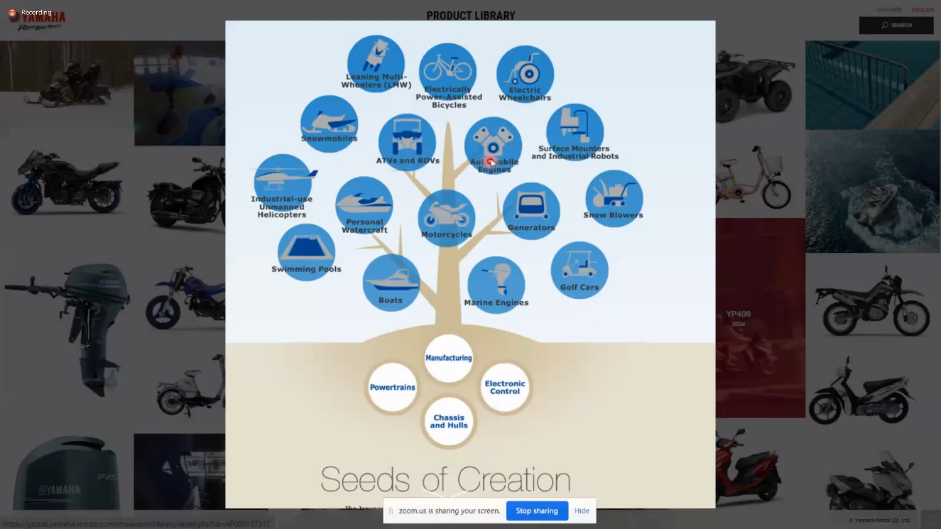 Recording
YAMAHA
PRODUCT LIBRARY
ENGLISH
SEARCH
Leaning Multi-
Wheelers (LMW)
Electrically
Power Assisted
Bicycles
Electric
Wheelchairs
Snowmobiles
ATVs and ROVs
Automobile
Engines
Surface Mounters
and Industrial Robots
Industrial-use
Unmanned
Helicopters
Personal
Watercraft
Motorcycles
Generators
Snow Blowers
Swimming Pools
Boats
Marine Engines
Golf Cars
YP400
Manufacturing
Powertrains
Electronic
Control
Chassis
and Hulls
Seeds of Creation
YAMAHA
zoom.us is sharing your screen.
Stop sharing
Hide